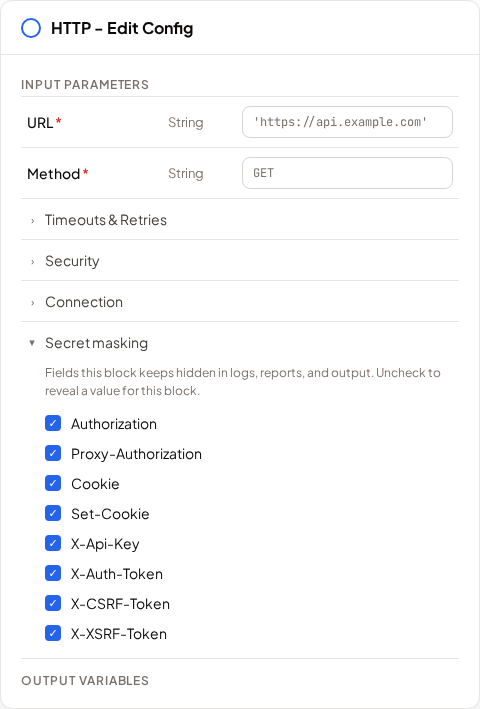 HTTP – Edit Config
INPUT PARAMETERS
URL* String 'https://api.example.com'
Method* String GET
› Timeouts & Retries
› Security
› Connection
▾ Secret masking
Fields this block keeps hidden in logs, reports, and output. Uncheck to
reveal a value for this block.
✓ Authorization
✓ Proxy-Authorization
✓ Cookie
✓ Set-Cookie
✓ X-Api-Key
✓ X-Auth-Token
✓ X-CSRF-Token
✓ X-XSRF-Token
OUTPUT VARIABLES